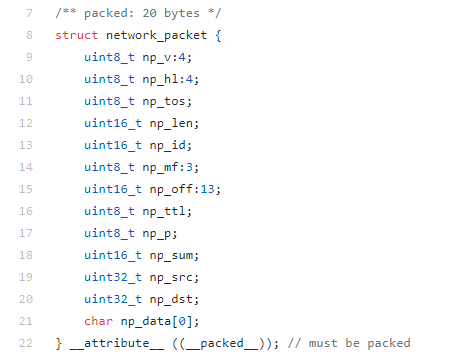 7 /** packed: 20 bytes */
8 struct network_packet {
9 uint8_t np_v:4;
10 uint8_t np_hl:4;
11 uint8_t np_tos;
12 uint16_t np_len;
13 uint16_t np_id;
14 uint8_t np_mf:3;
15 uint16_t np_off:13;
16 uint8_t np_ttl;
17 uint8_t np_p;
18 uint16_t np_sum;
19 uint32_t np_src;
20 uint32_t np_dst;
21 char np_data[0];
22 } __attribute__ ((__packed__)); // must be packed